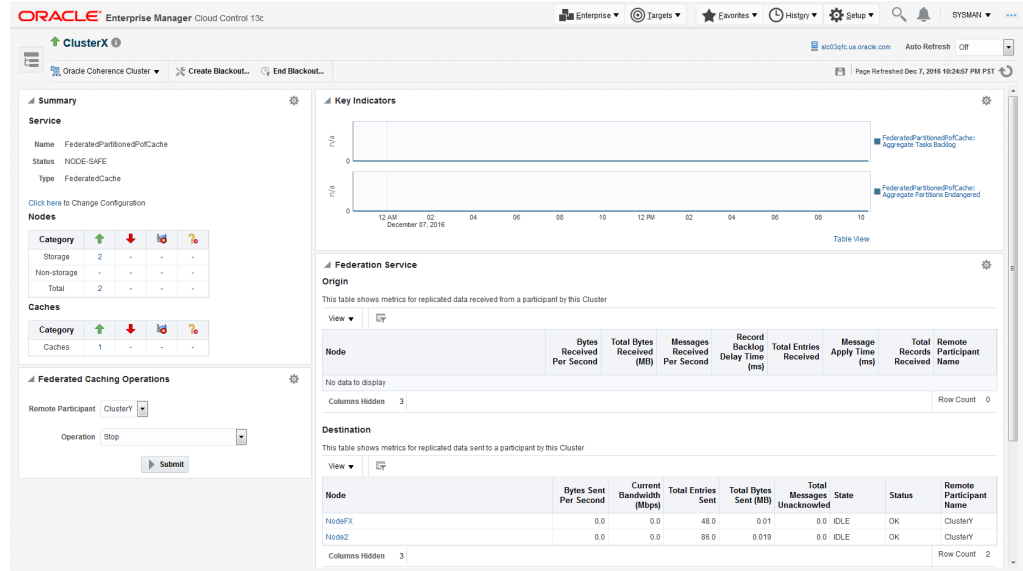 ORACLE Enterprise Manager Cloud Control 13c
Enterprise Targets Favorites History Setup SYSMAN
ClusterX
slc03qfc.us.oracle.com Auto Refresh Off
Oracle Coherence Cluster Create Blackout... End Blackout...
Page Refreshed Dec 7, 2016 10:24:57 PM PST
Summary
Service
Name FederatedPartitionedPofCache
Status NODE-SAFE
Type FederatedCache
Click here to Change Configuration
Nodes
Category
Storage 2 - - -
Non-storage - - - -
Total 2 - - -
Caches
Category
Caches 1 - - -
Federated Caching Operations
Remote Participant ClusterY
Operation Stop
Submit
Key Indicators
n/a
0
FederatedPartitionedPofCache:
Aggregate Tasks Backlog
n/a
0
FederatedPartitionedPofCache:
Aggregate Partitions Endangered
12 AM 02 04 06 08 10 12 PM 02 04 06 08 10
December 07, 2016
Table View
Federation Service
Origin
This table shows metrics for replicated data received from a participant by this Cluster
View
Node Bytes Received Per Second Total Bytes Received (MB) Messages Received Per Second Record Backlog Delay Time (ms) Total Entries Received Message Apply Time (ms) Total Records Received Remote Participant Name
No data to display
Columns Hidden 3 Row Count 0
Destination
This table shows metrics for replicated data sent to a participant by this Cluster
View
Node Bytes Sent Per Second Current Bandwidth (Mbps) Total Entries Sent Total Bytes Sent (MB) Total Messages Unacknowled State Status Remote Participant Name
NodeFX 0.0 0.0 48.0 0.01 0.0 IDLE OK ClusterY
Node2 0.0 0.0 86.0 0.019 0.0 IDLE OK ClusterY
Columns Hidden 3 Row Count 2